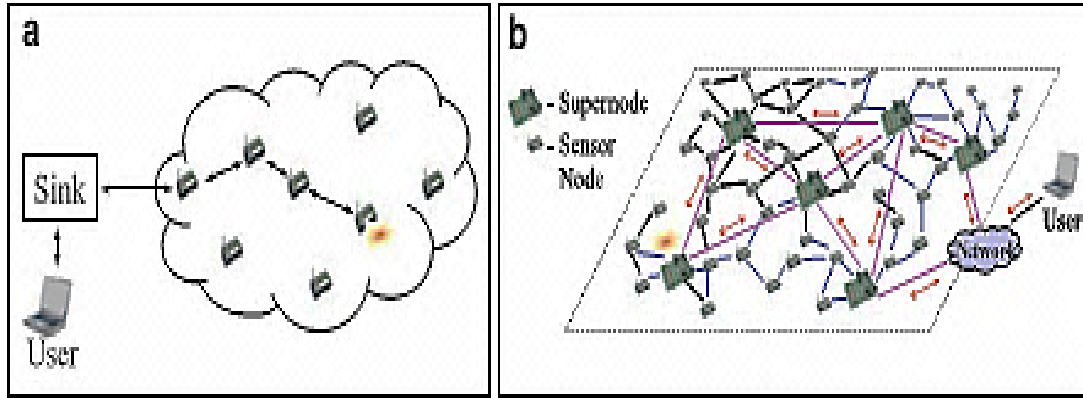 a
Sink
User
b
- Supernode
- Sensor
Node
User
Network